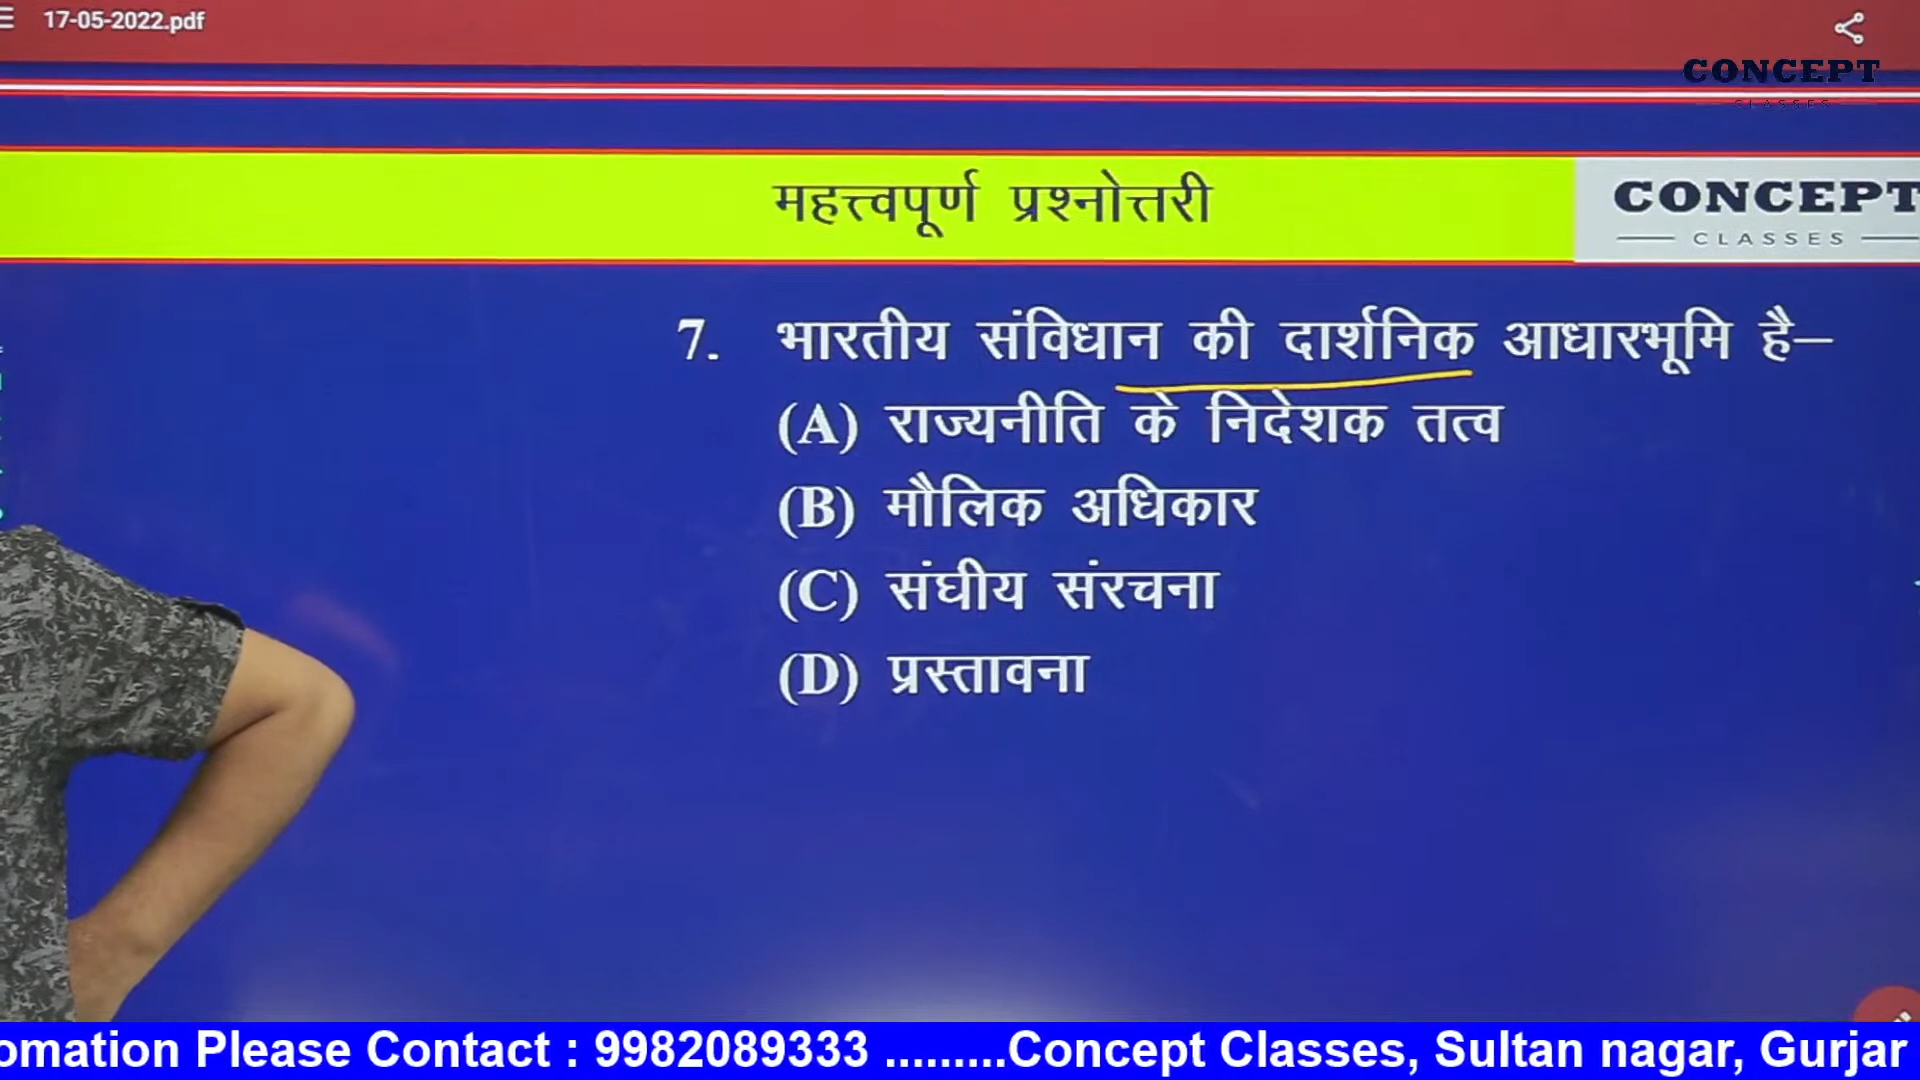 17-05-2022.pdf
CONCEPT
CLASSES
महत्त्वपूर्ण प्रश्नोत्तरी
CONCEPT
CLASSES
7. भारतीय संविधान की दार्शनिक आधारभूमि है–
(A) राज्यनीति के निदेशक तत्व
(B) मौलिक अधिकार
(C) संघीय संरचना
(D) प्रस्तावना
omation Please Contact : 9982089333 .........Concept Classes, Sultan nagar, Gurjar